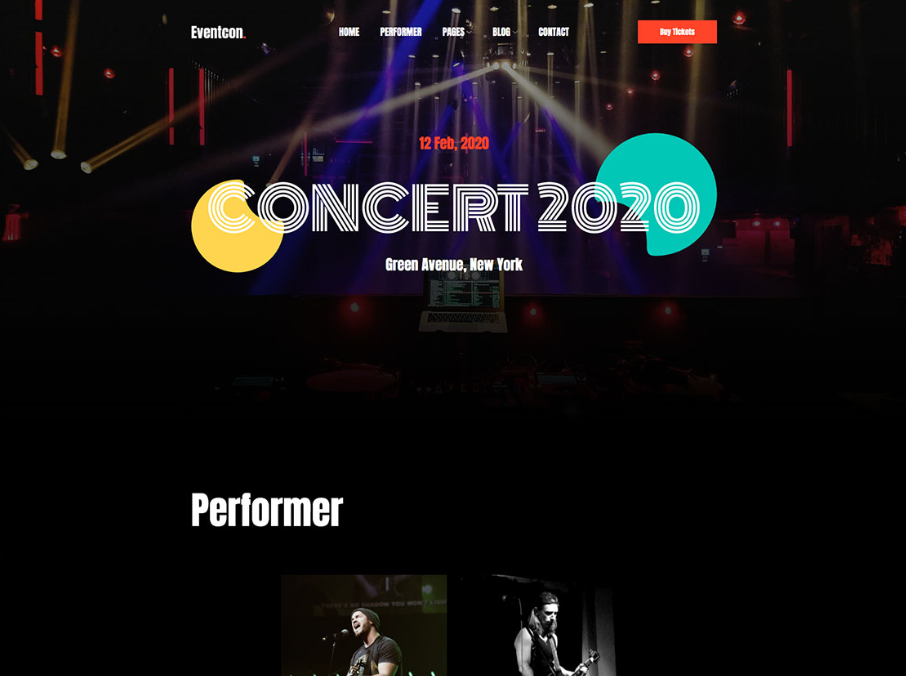 Eventcon.
HOME
PERFORMER
PAGES
BLOG
CONTACT
Buy Tickets
12 Feb, 2020
CONCERT 2020
Green Avenue, New York
Performer